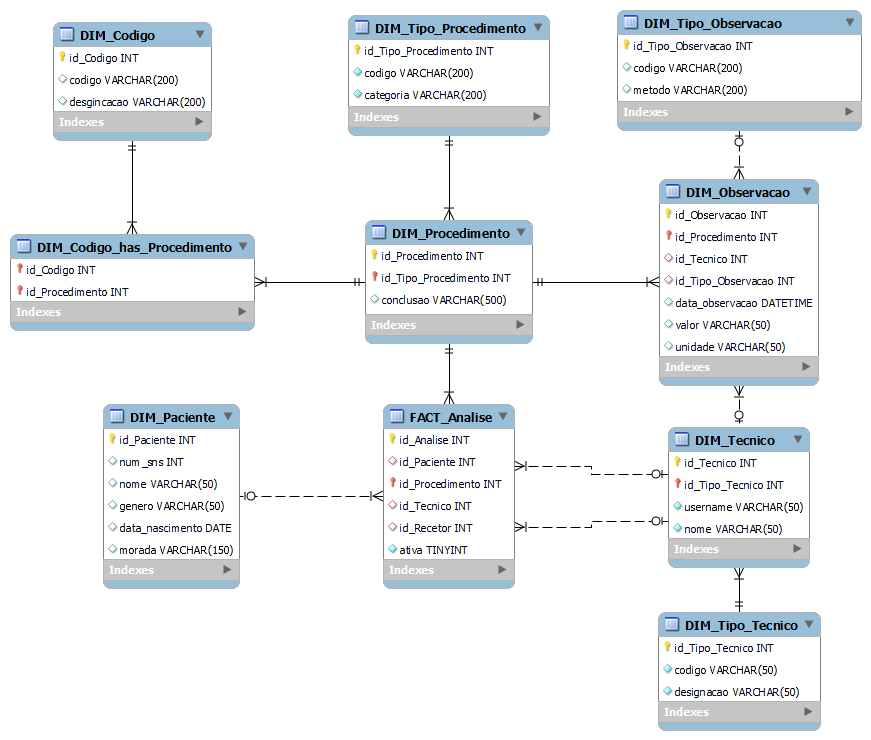 DIM_Codigo
id_Codigo INT
codigo VARCHAR(200)
desgincacao VARCHAR(200)
Indexes
DIM_Tipo_Procedimento
id_Tipo_Procedimento INT
codigo VARCHAR(200)
categoria VARCHAR(200)
Indexes
DIM_Tipo_Observacao
id_Tipo_Observacao INT
codigo VARCHAR(200)
metodo VARCHAR(200)
Indexes
DIM_Codigo_has_Procedimento
id_Codigo INT
id_Procedimento INT
Indexes
DIM_Procedimento
id_Procedimento INT
id_Tipo_Procedimento INT
conclusao VARCHAR(500)
Indexes
DIM_Observacao
id_Observacao INT
id_Procedimento INT
id_Tecnico INT
id_Tipo_Observacao INT
data_observacao DATETIME
valor VARCHAR(50)
unidade VARCHAR(50)
Indexes
DIM_Paciente
id_Paciente INT
num_sns INT
nome VARCHAR(50)
genero VARCHAR(50)
data_nascimento DATE
morada VARCHAR(150)
Indexes
FACT_Analise
id_Analise INT
id_Paciente INT
id_Procedimento INT
id_Tecnico INT
id_Recetor INT
ativa TINYINT
Indexes
DIM_Tecnico
id_Tecnico INT
id_Tipo_Tecnico INT
username VARCHAR(50)
nome VARCHAR(50)
Indexes
DIM_Tipo_Tecnico
id_Tipo_Tecnico INT
codigo VARCHAR(50)
designacao VARCHAR(50)
Indexes